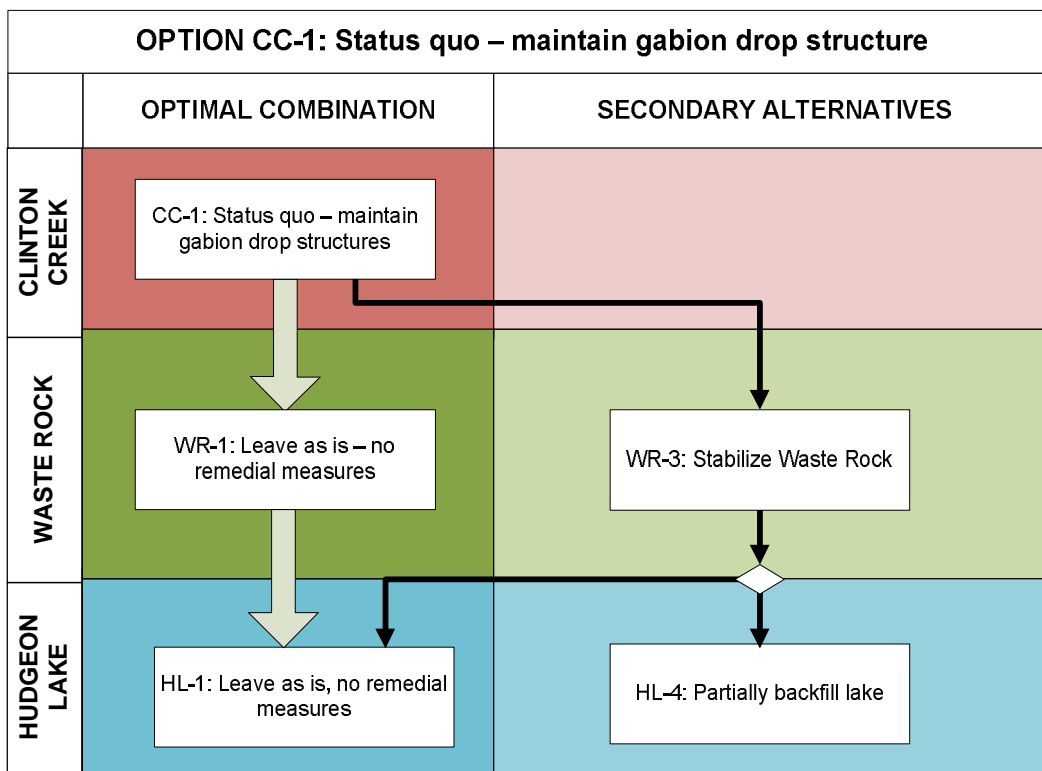 OPTION CC-1: Status quo – maintain gabion drop structure
OPTIMAL COMBINATION
SECONDARY ALTERNATIVES
CLINTON
CREEK
CC-1: Status quo – maintain
gabion drop structures
WASTE ROCK
WR-1: Leave as is – no
remedial measures
WR-3: Stabilize Waste Rock
HUDGEON
LAKE
HL-1: Leave as is, no remedial
measures
HL-4: Partially backfill lake